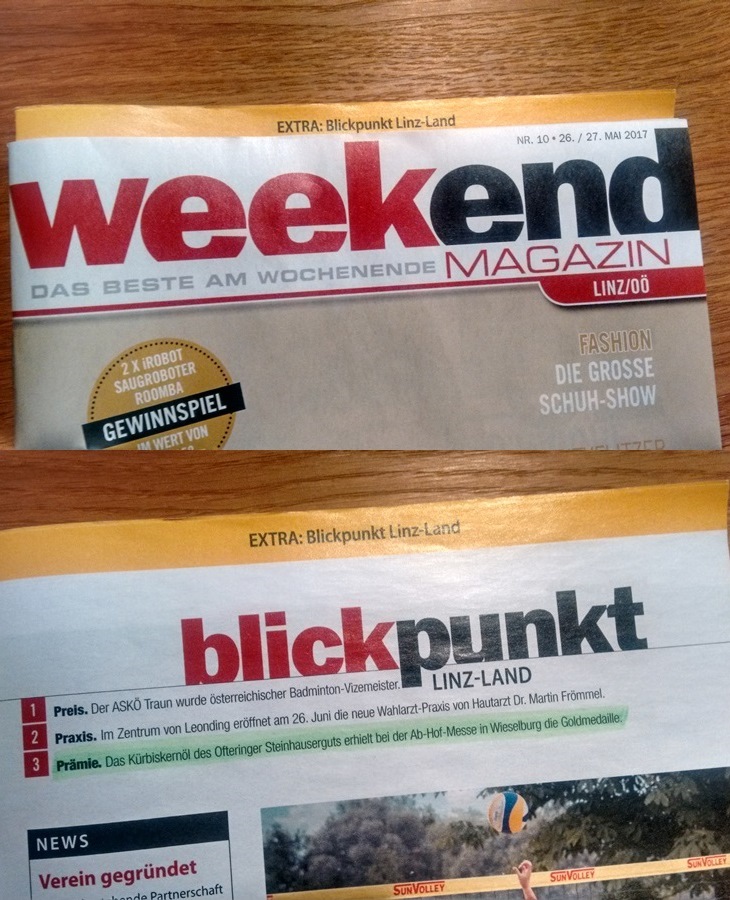 EXTRA: Blickpunkt Linz-Land
NR. 10 • 26. / 27. MAI 2017
weekend
DAS BESTE AM WOCHENENDE MAGAZIN
LINZ/OÖ
2 X iROBOT
SAUGROBOTER
ROOMBA
GEWINNSPIEL
IM WERT VON
FASHION
DIE GROSSE
SCHUH-SHOW
EXTRA: Blickpunkt Linz-Land
blickpunkt
LINZ-LAND
1 Preis. Der ASKÖ Traun wurde österreichischer Badminton-Vizemeister.
2 Praxis. Im Zentrum von Leonding eröffnet am 26. Juni die neue Wahlarzt-Praxis von Hautarzt Dr. Martin Frömmel.
3 Prämie. Das Kürbiskernöl des Ofteringer Steinhauserguts erhielt bei der Ab-Hof-Messe in Wieselburg die Goldmedaille.
NEWS
Verein gegründet
Partnerschaft
SUNVOLLEY
SUNVOLLEY
SUNVOLLEY